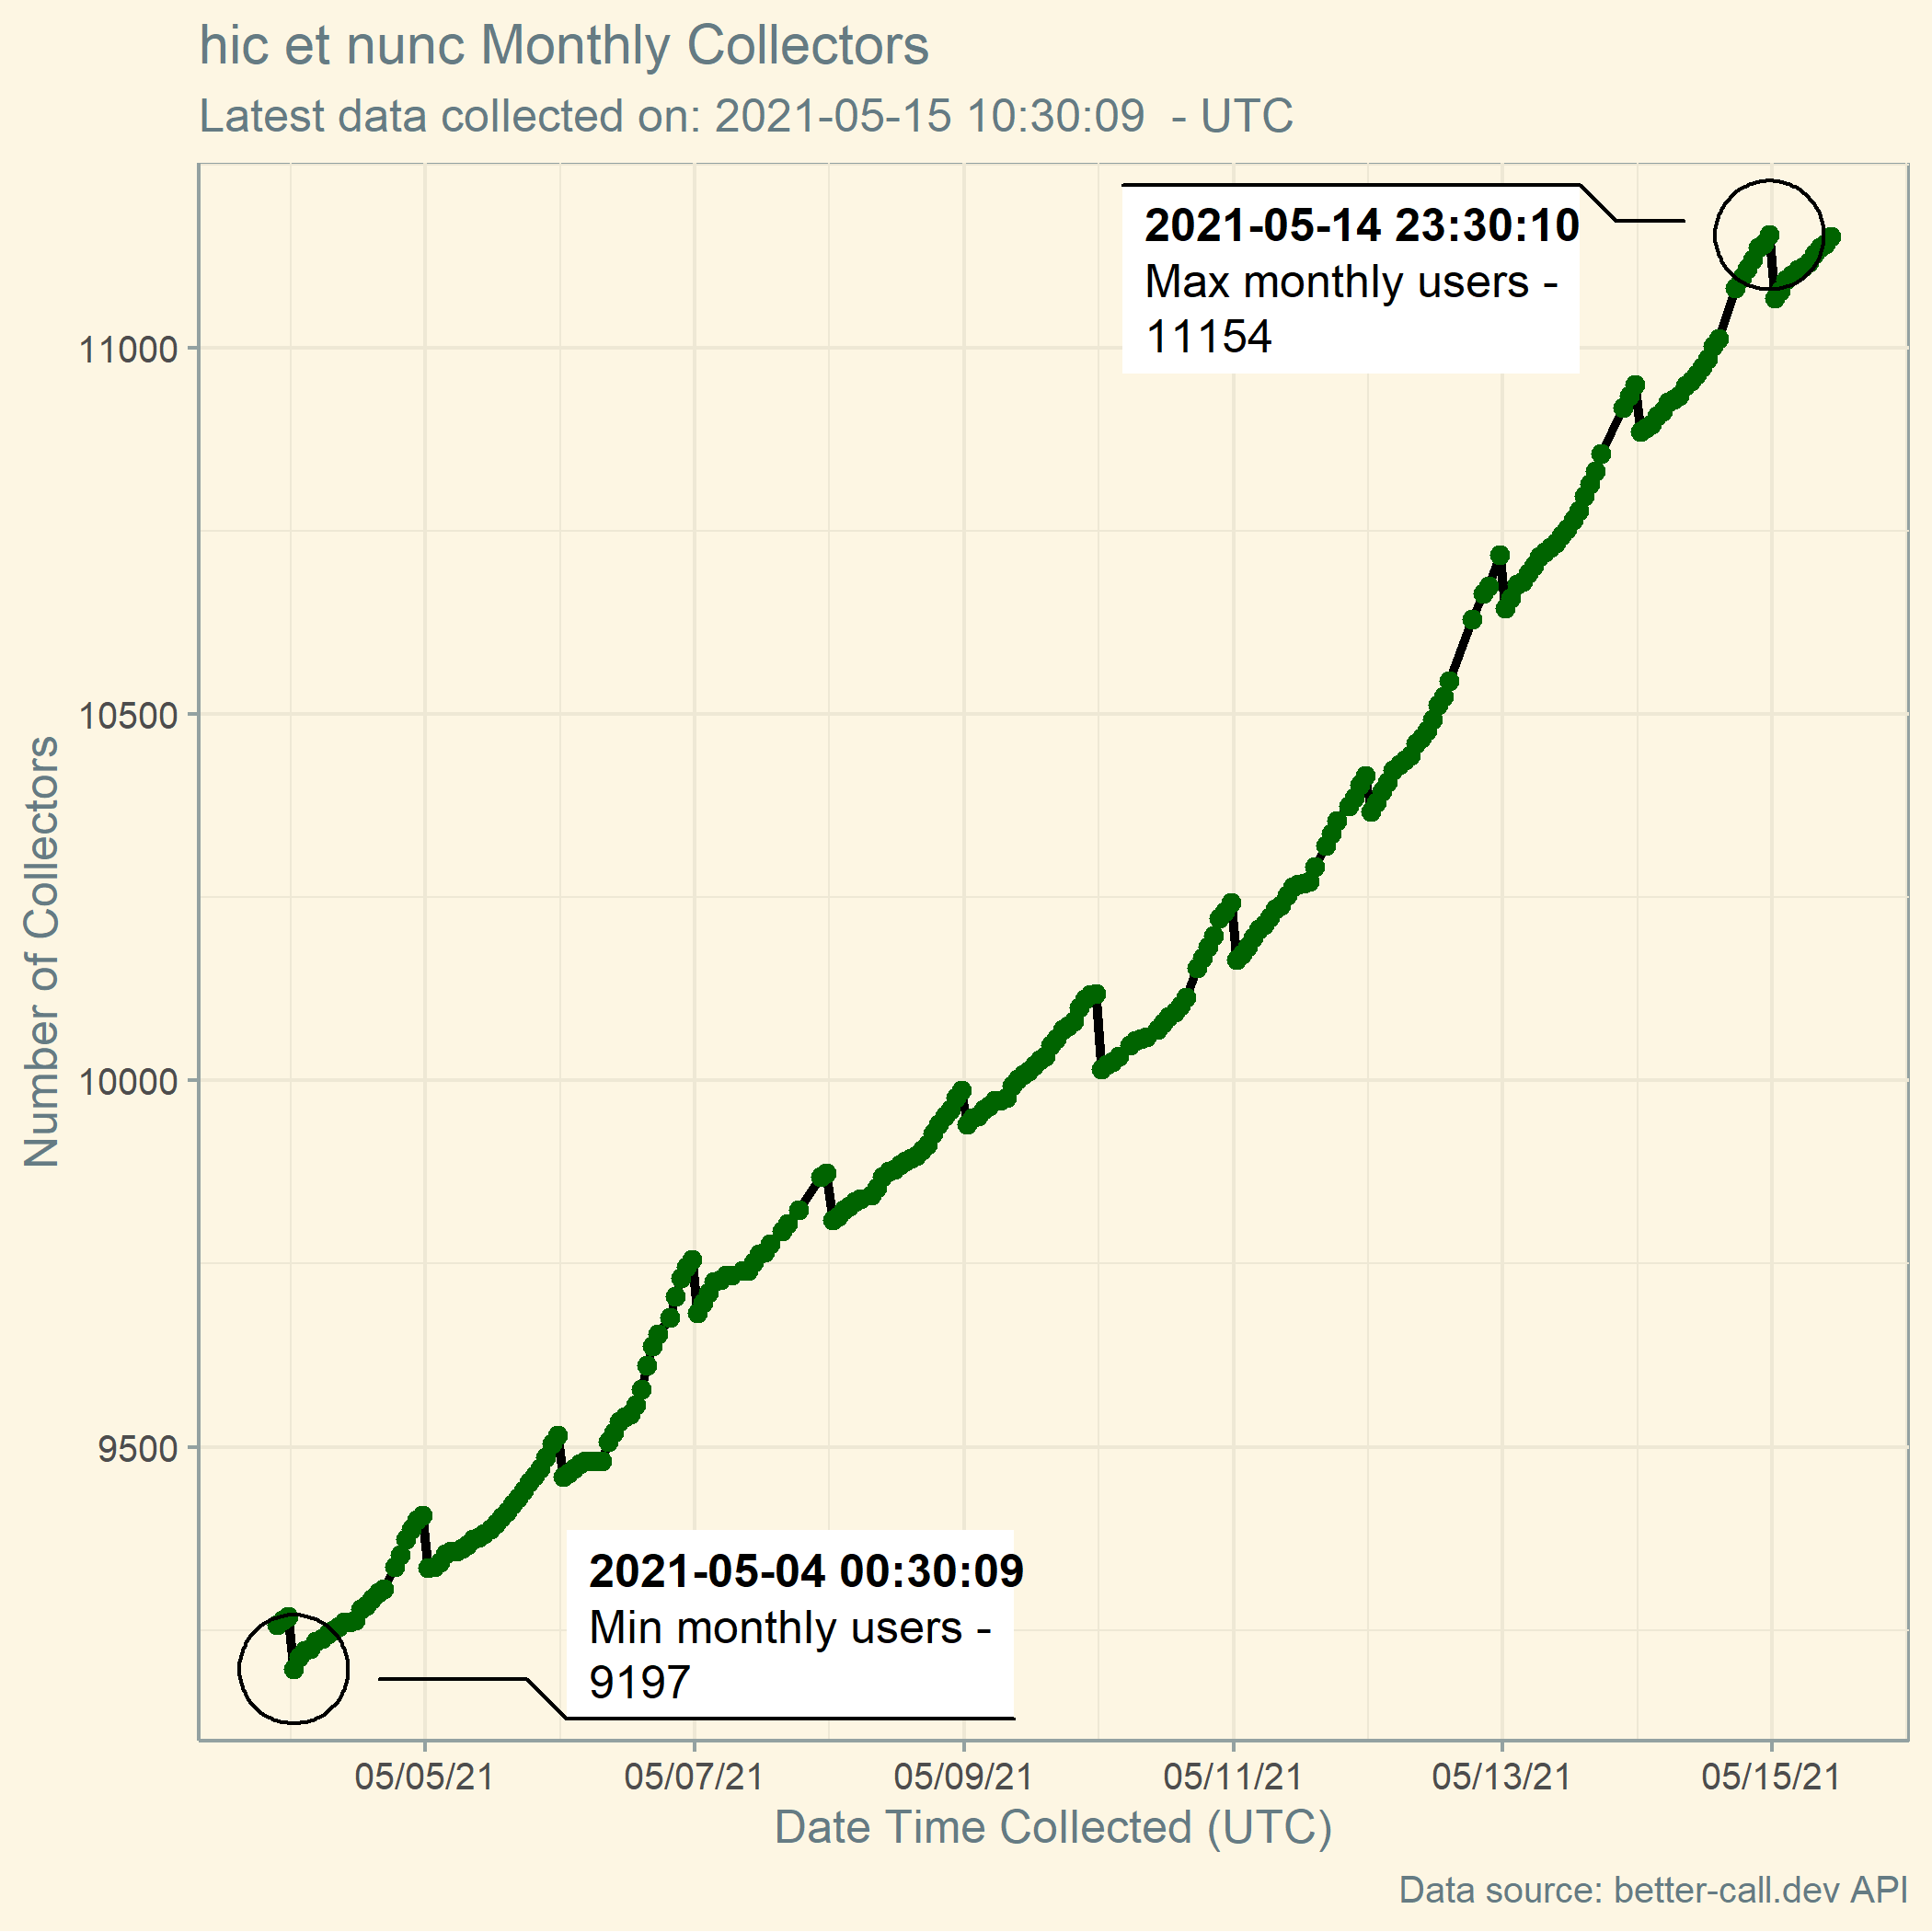 hic et nunc Monthly Collectors
Latest data collected on: 2021-05-15 10:30:09  - UTC
2021-05-14 23:30:10
Max monthly users -
11154
11000
10500
10000
9500
Number of Collectors
2021-05-04 00:30:09
Min monthly users -
9197
05/05/21
05/07/21
05/09/21
05/11/21
05/13/21
05/15/21
Date Time Collected (UTC)
Data source: better-call.dev API